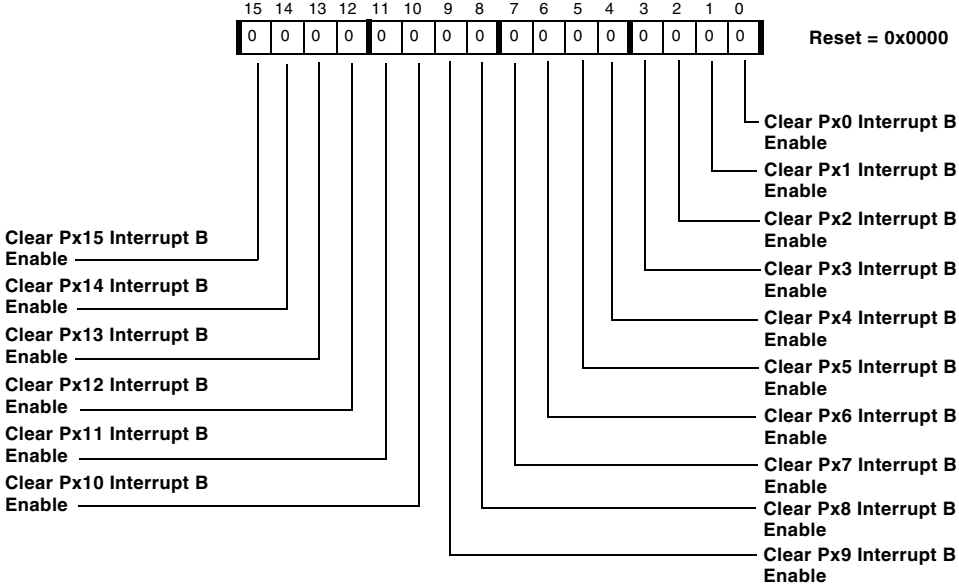 15 14 13 12 11 10 9 8 7 6 5 4 3 2 1 0
0 0 0 0 0 0 0 0 0 0 0 0 0 0 0 0
Reset = 0x0000
Clear Px0 Interrupt B
Enable
Clear Px1 Interrupt B
Enable
Clear Px2 Interrupt B
Enable
Clear Px3 Interrupt B
Enable
Clear Px4 Interrupt B
Enable
Clear Px5 Interrupt B
Enable
Clear Px6 Interrupt B
Enable
Clear Px7 Interrupt B
Enable
Clear Px8 Interrupt B
Enable
Clear Px9 Interrupt B
Enable
Clear Px15 Interrupt B
Enable
Clear Px14 Interrupt B
Enable
Clear Px13 Interrupt B
Enable
Clear Px12 Interrupt B
Enable
Clear Px11 Interrupt B
Enable
Clear Px10 Interrupt B
Enable